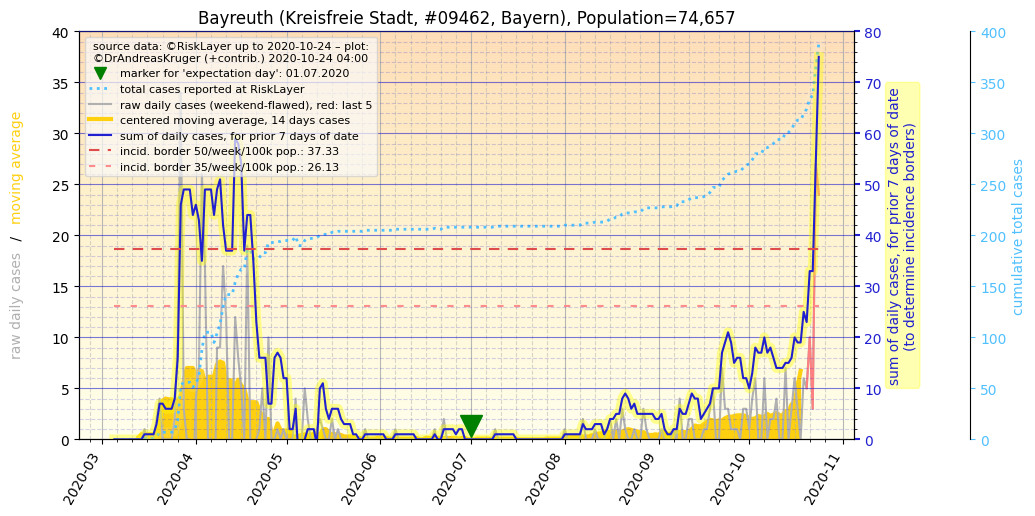 Bayreuth (Kreisfreie Stadt, #09462, Bayern), Population=74,657
source data: ©RiskLayer up to 2020-10-24 – plot:
©DrAndreasKruger (+contrib.) 2020-10-24 04:00
marker for 'expectation day': 01.07.2020
total cases reported at RiskLayer
raw daily cases (weekend-flawed), red: last 5
centered moving average, 14 days cases
sum of daily cases, for prior 7 days of date
incid. border 50/week/100k pop.: 37.33
incid. border 35/week/100k pop.: 26.13
raw daily cases / moving average
40
35
30
25
20
15
10
5
0
80
70
60
50
40
30
20
10
0
sum of daily cases, for prior 7 days of date
(to determine, incidence borders)
400
350
300
250
200
150
100
50
0
cumulative total cases
2020-03
2020-04
2020-05
2020-06
2020-07
2020-08
2020-09
2020-10
2020-11